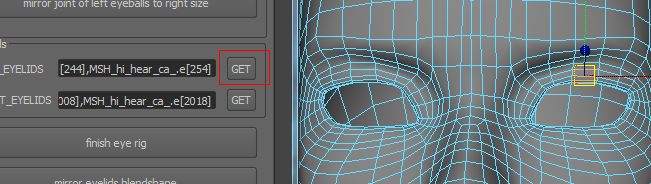 mirror joint of left eyeballs to right size
ds
_EYELIDS [244],MSH_hi_hear_ca_.e[254] GET
T_EYELIDS 008],MSH_hi_hear_ca_.e[2018] GET
finish eye rig
mirror eyelids blendshape